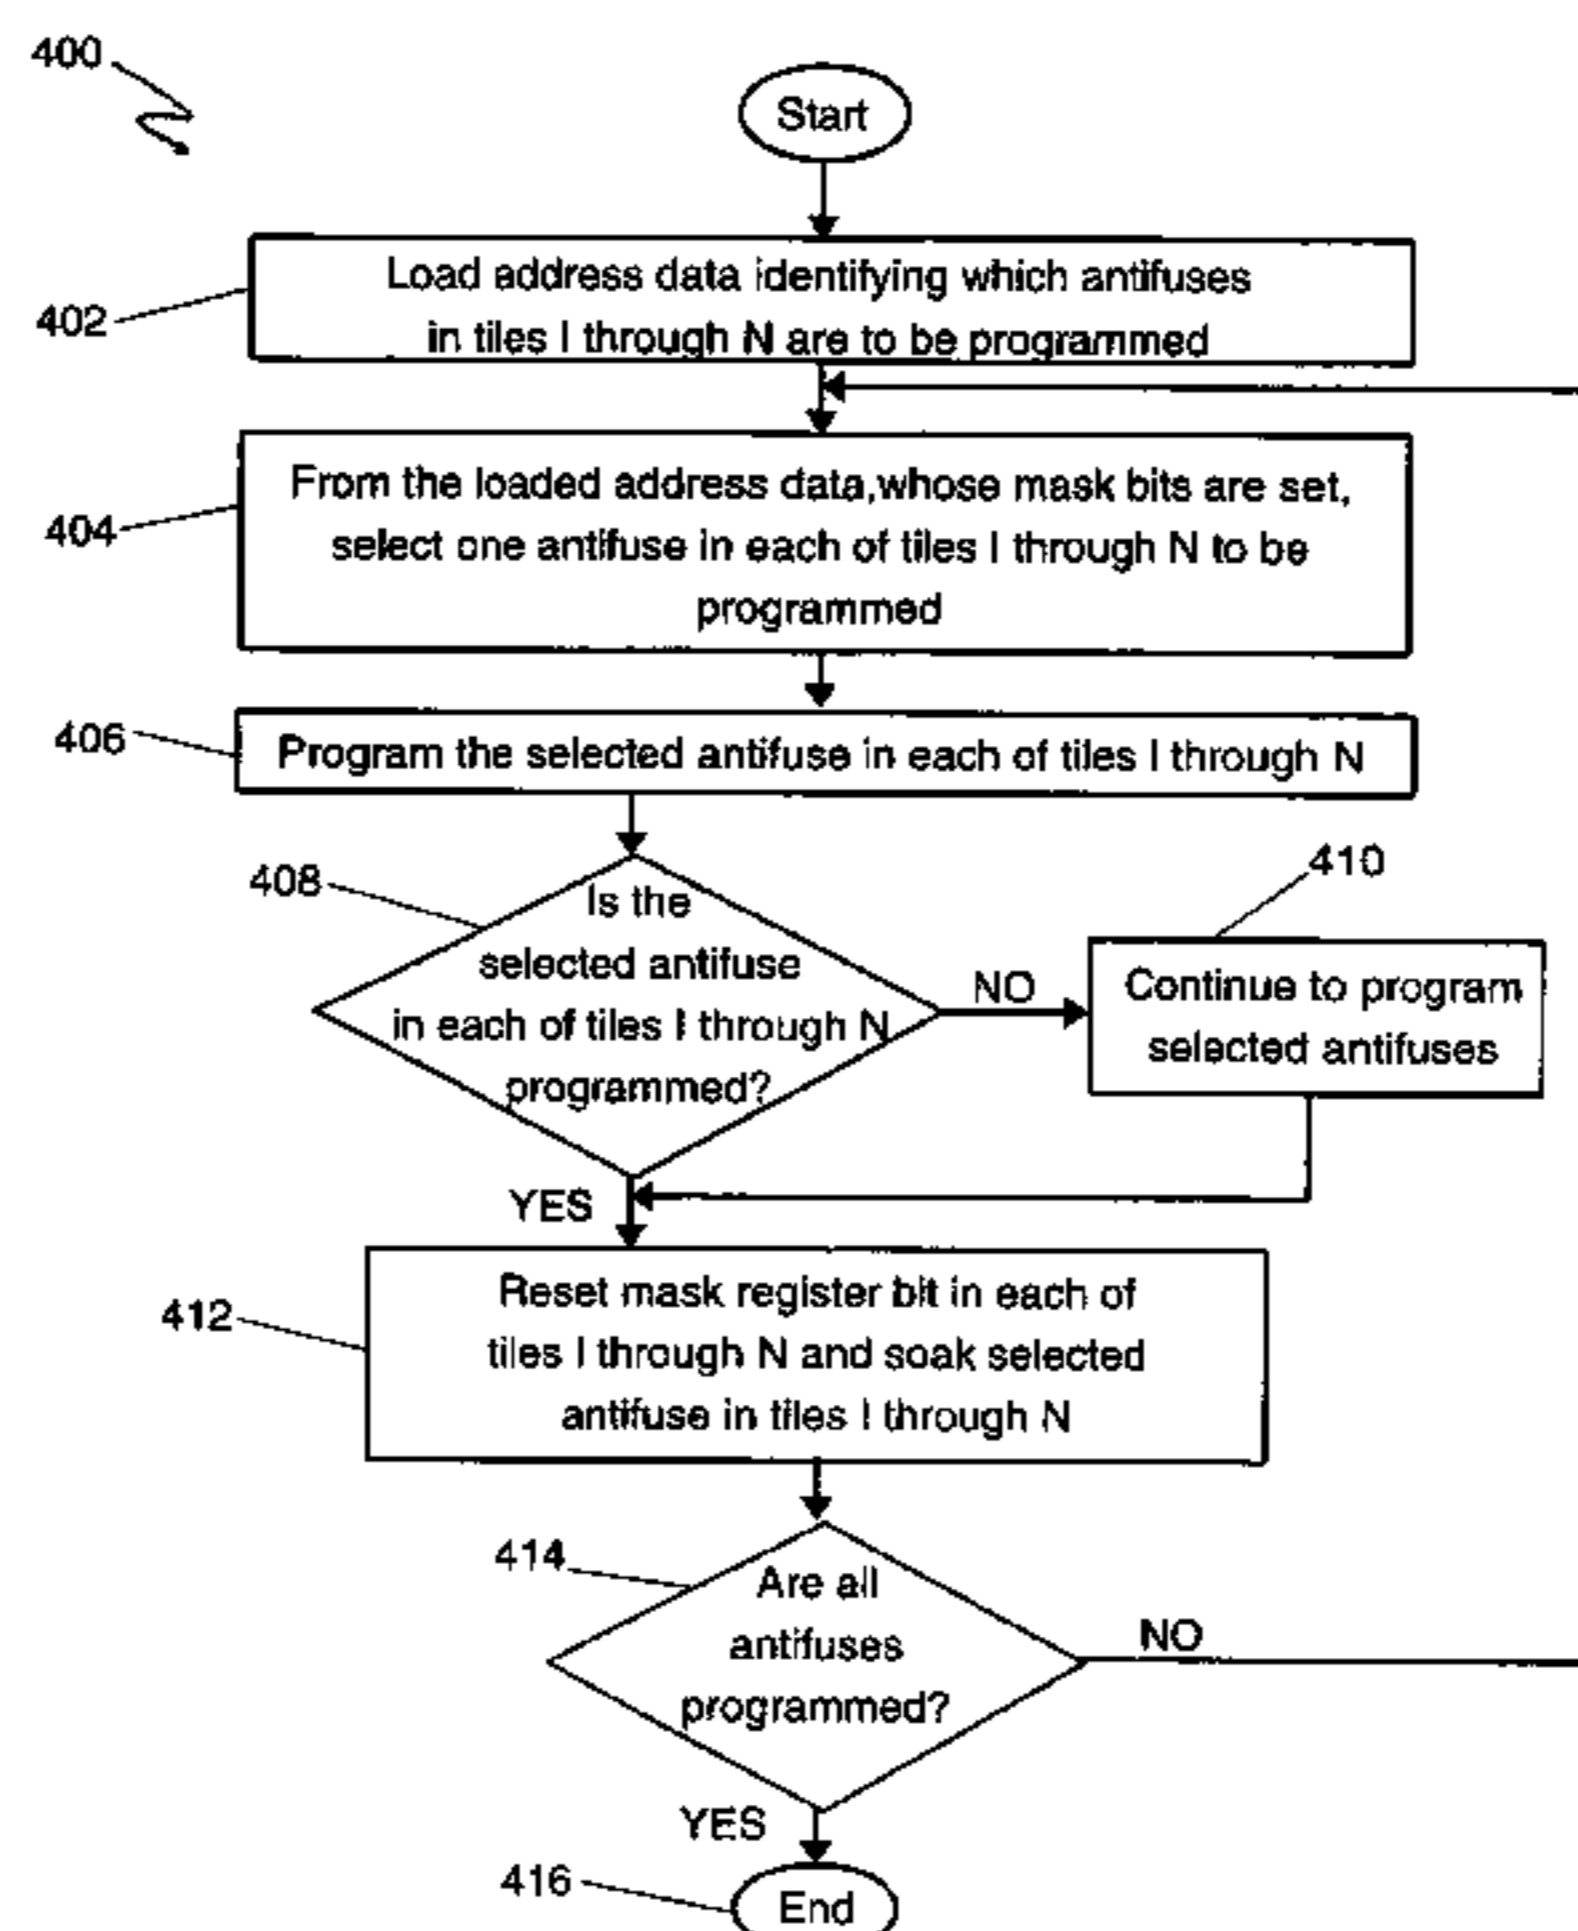 400
Start
402
Load address data identifying which antifuses
in tiles I through N are to be programmed
404
From the loaded address data,whose mask bits are set,
select one antifuse in each of tiles I through N to be
programmed
406
Program the selected antifuse in each of tiles I through N
408
Is the
selected antifuse
in each of tiles I through N
programmed?
NO
410
Continue to program
selected antifuses
YES
412
Reset mask register bit in each of
tiles I through N and soak selected
antifuse in tiles I through N
414
Are all
antifuses
programmed?
NO
YES
416
End